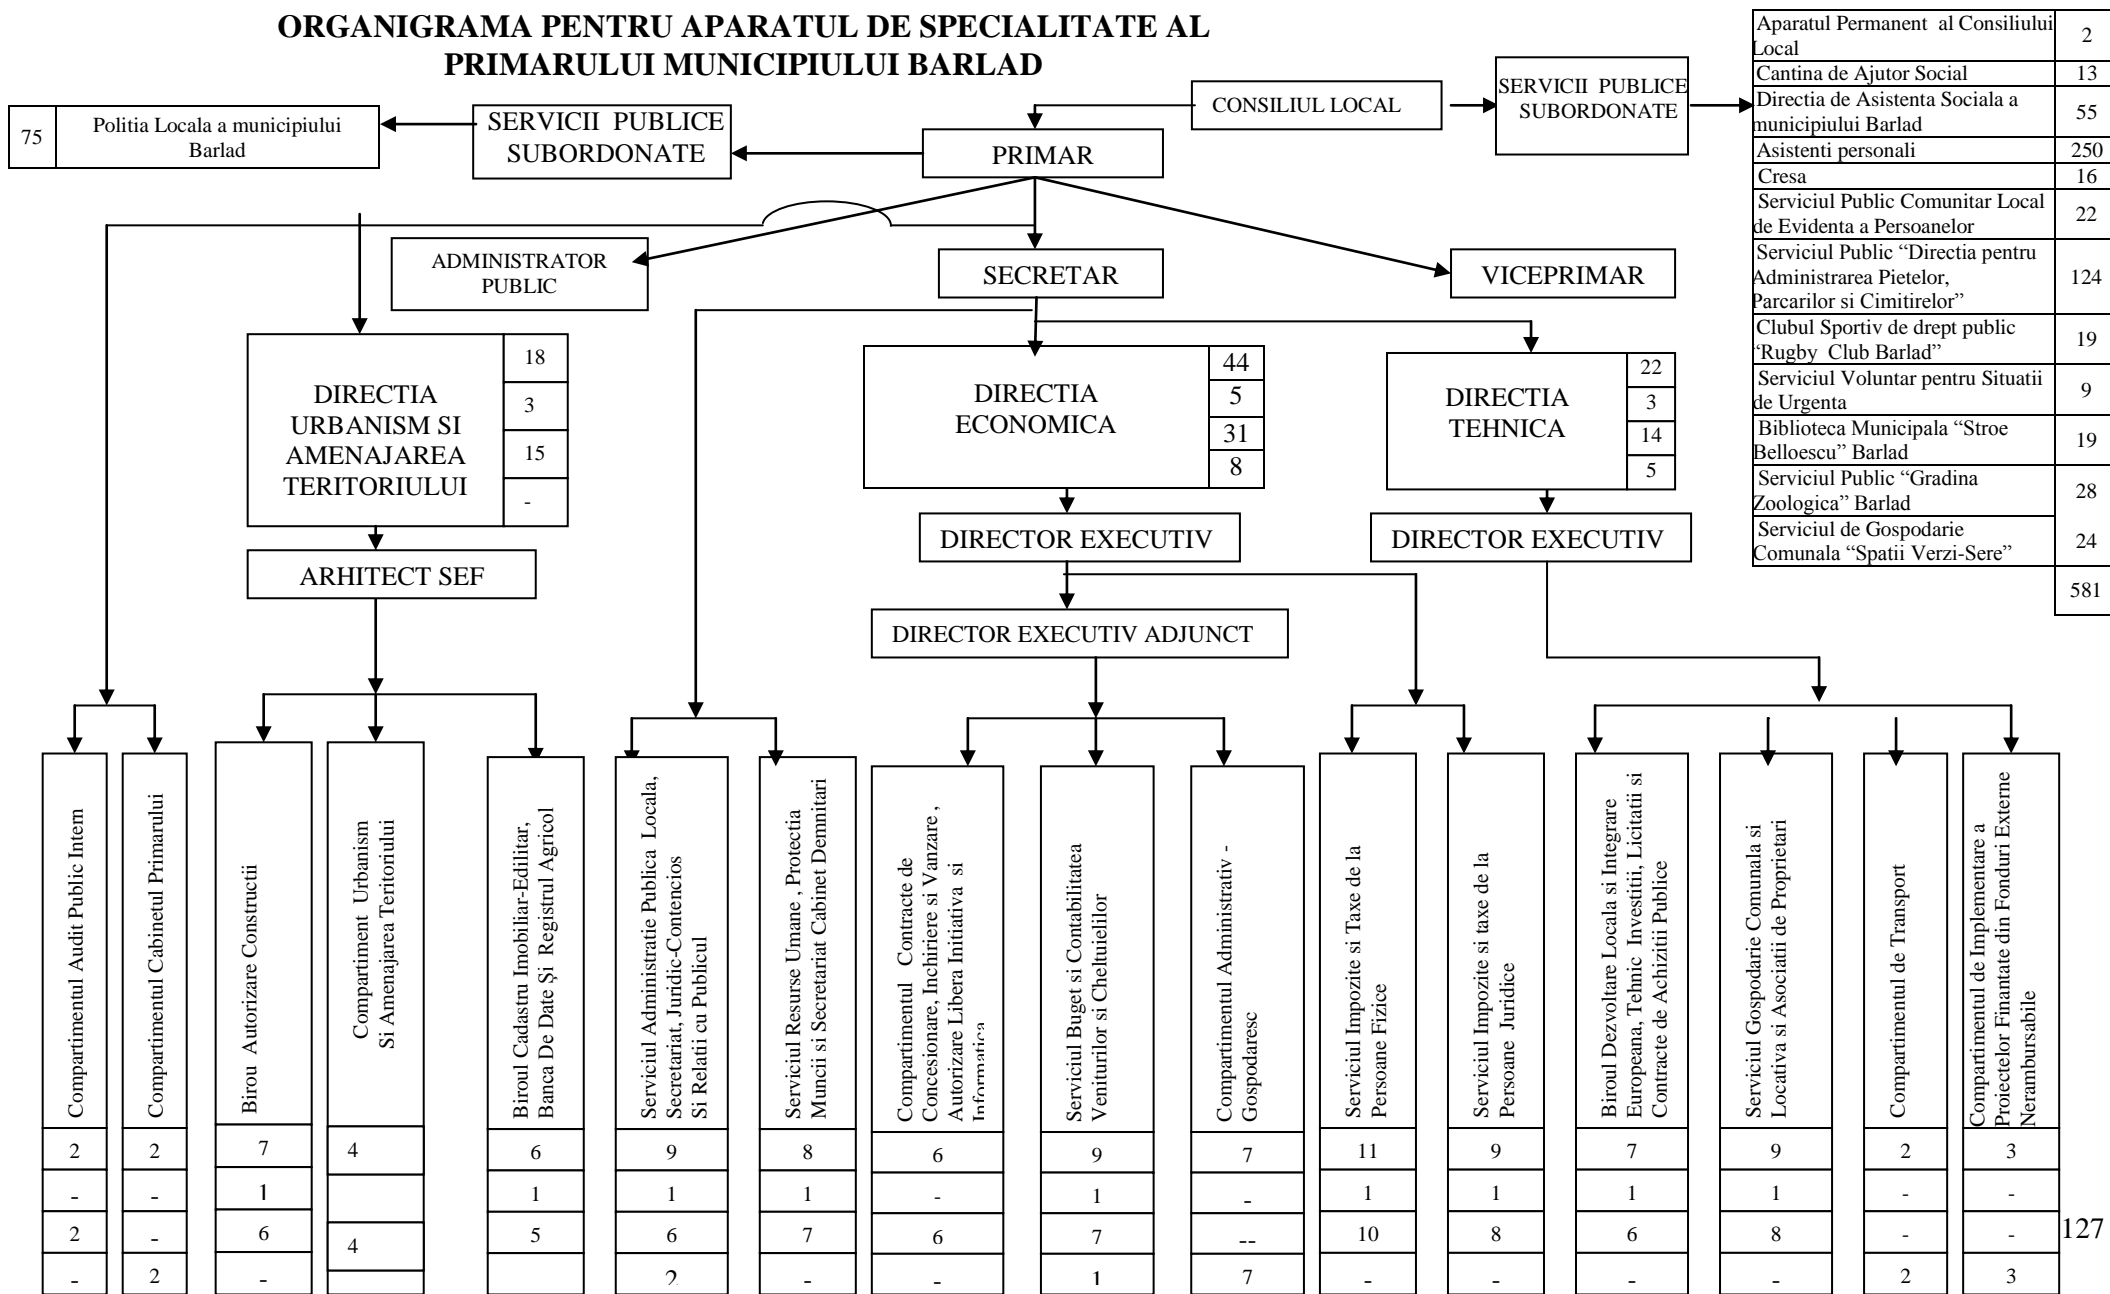 ORGANIGRAMA PENTRU APARATUL DE SPECIALITATE AL
PRIMARULUI MUNICIPIULUI BARLAD
75
Politia Locala a municipiului
Barlad
SERVICII PUBLICE
SUBORDONATE
CONSILIUL LOCAL
PRIMAR
SERVICII PUBLICE
SUBORDONATE
Aparatul Permanent al Consiliului
Local
2
Cantina de Ajutor Social
13
Directia de Asistenta Sociala a
municipiului Barlad
55
Asistenti personali
250
Cresa
16
Serviciul Public Comunitar Local
de Evidenta a Persoanelor
22
Serviciul Public “Directia pentru
Administrarea Pietelor,
Parcarilor si Cimitirelor”
124
Clubul Sportiv de drept public
“Rugby Club Barlad”
19
Serviciul Voluntar pentru Situatii
de Urgenta
9
Biblioteca Municipala “Stroe
Belloescu” Barlad
19
Serviciul Public “Gradina
Zoologica” Barlad
28
Serviciul de Gospodarie
Comunala “Spatii Verzi-Sere”
24
581
ADMINISTRATOR
PUBLIC
SECRETAR
VICEPRIMAR
DIRECTIA
URBANISM SI
AMENAJAREA
TERITORIULUI
18
3
15
-
DIRECTIA
ECONOMICA
44
5
31
8
DIRECTIA
TEHNICA
22
3
14
5
ARHITECT SEF
DIRECTOR EXECUTIV
DIRECTOR EXECUTIV
DIRECTOR EXECUTIV ADJUNCT
Compartimentul Audit Public Intern
2
-
2
-
Compartimentul Cabinetul Primarului
2
-
-
2
Birou Autorizare Constructii
7
1
6
-
Compartiment Urbanism
Si Amenajarea Teritoriului
4
4
Biroul Cadastru Imobiliar-Edilitar,
Banca De Date Şi Registrul Agricol
6
1
5
Serviciul Administratie Publica Locala,
Secretariat, Juridic-Contencios
Si Relatii cu Publicul
9
1
6
2
Serviciul Resurse Umane , Protectia
Muncii si Secretariat Cabinet Demnitari
8
1
7
-
Compartimentul Contracte de
Concesionare, Inchiriere si Vanzare ,
Autorizare Libera Initiativa si
Informatica
6
-
6
-
Serviciul Buget si Contabilitatea
Veniturilor si Cheltuielilor
9
1
7
1
Compartimentul Administrativ -
Gospodaresc
7
-
--
7
Serviciul Impozite si Taxe de la
Persoane Fizice
11
1
10
-
Serviciul Impozite si taxe de la
Persoane Juridice
9
1
8
-
Biroul Dezvoltare Locala si Integrare
Europeana, Tehnic Investitii, Licitatii si
Contracte de Achizitii Publice
7
1
6
-
Serviciul Gospodarie Comunala si
Locativa si Asociatii de Proprietari
9
1
8
-
Compartimentul de Transport
2
-
-
2
Compartimentul de Implementare a
Proiectelor Finantate din Fonduri Externe
Nerambursabile
3
-
-
3
127